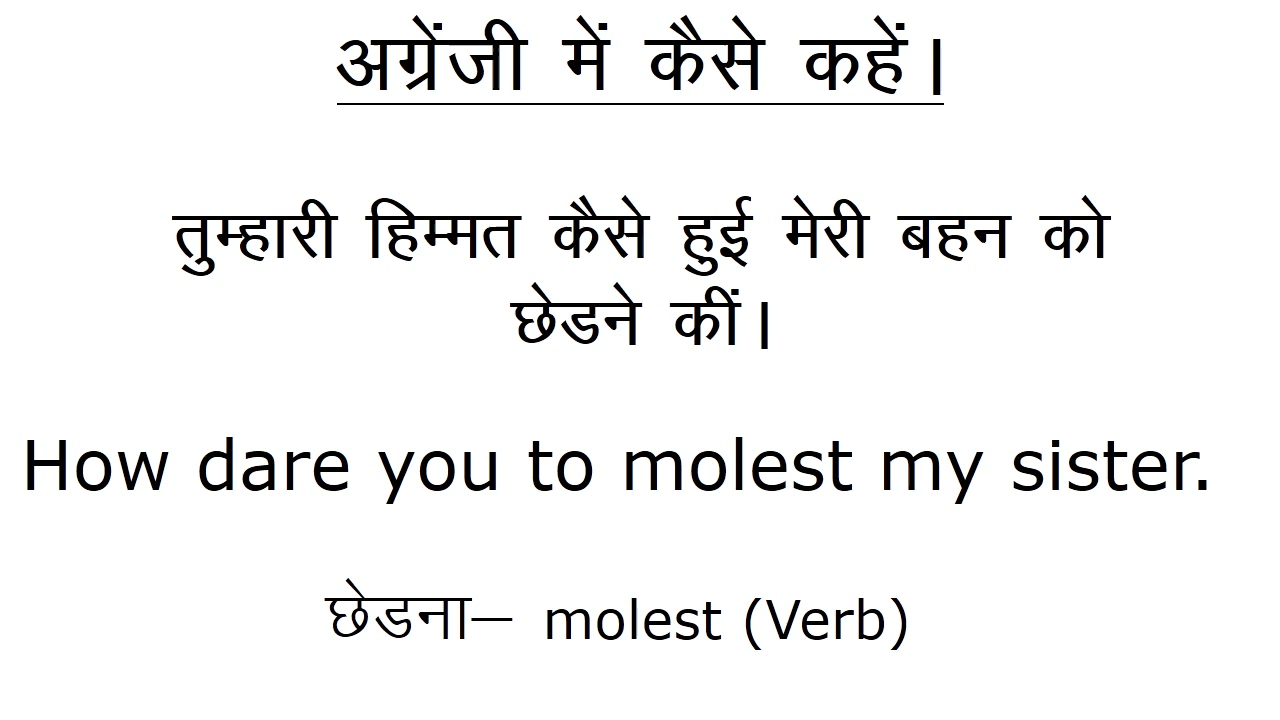 अग्रेंजी में कैसे कहें।
तुम्हारी हिम्मत कैसे हुई मेरी बहन को
छेडने कीं।
How dare you to molest my sister.
छेडना– molest (Verb)